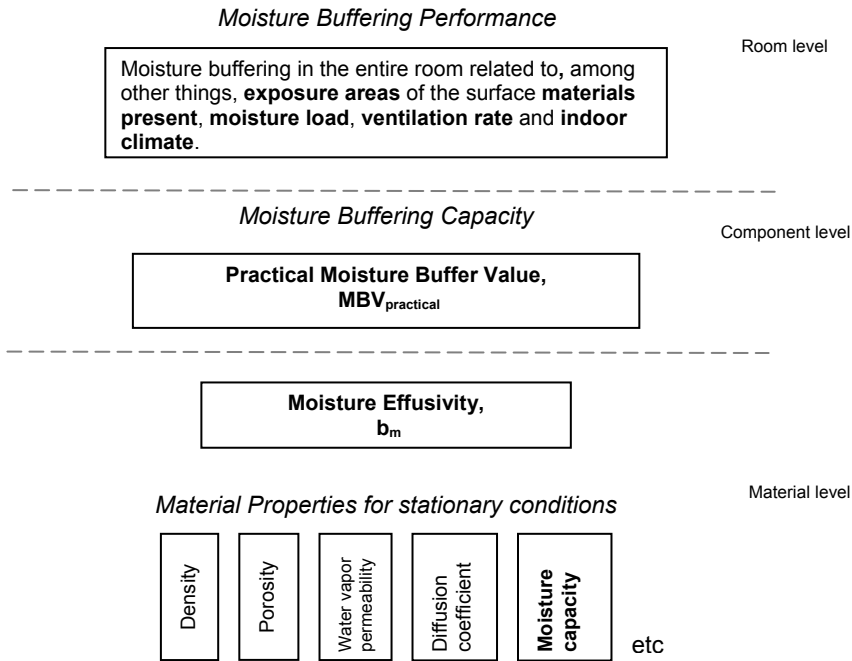 Moisture Buffering Performance
Room level
Moisture buffering in the entire room related to, among
other things, exposure areas of the surface materials
present, moisture load, ventilation rate and indoor
climate.
Moisture Buffering Capacity
Component level
Practical Moisture Buffer Value,
MBVpractical
Moisture Effusivity,
bm
Material Properties for stationary conditions
Material level
Density
Porosity
Water vapor
permeability
Diffusion
coefficient
Moisture
capacity
etc